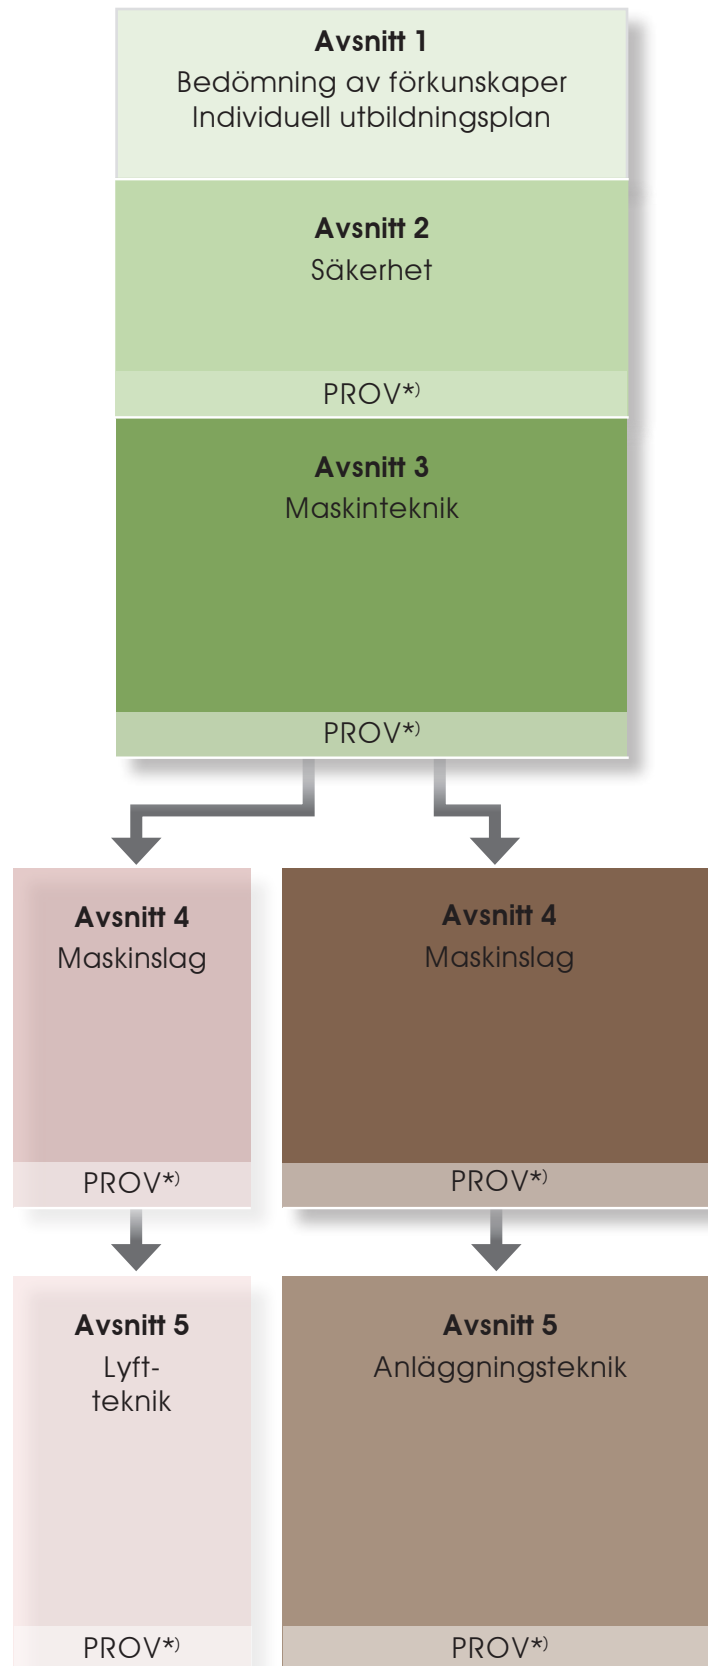 Avsnitt 1
Bedömning av förkunskaper
Individuell utbildningsplan
Avsnitt 2
Säkerhet
PROV*)
Avsnitt 3
Maskinteknik
PROV*)
Avsnitt 4
Maskinslag
PROV*)
Avsnitt 5
Lyft-
teknik
PROV*)
Avsnitt 4
Maskinslag
PROV*)
Avsnitt 5
Anläggningsteknik
PROV*)